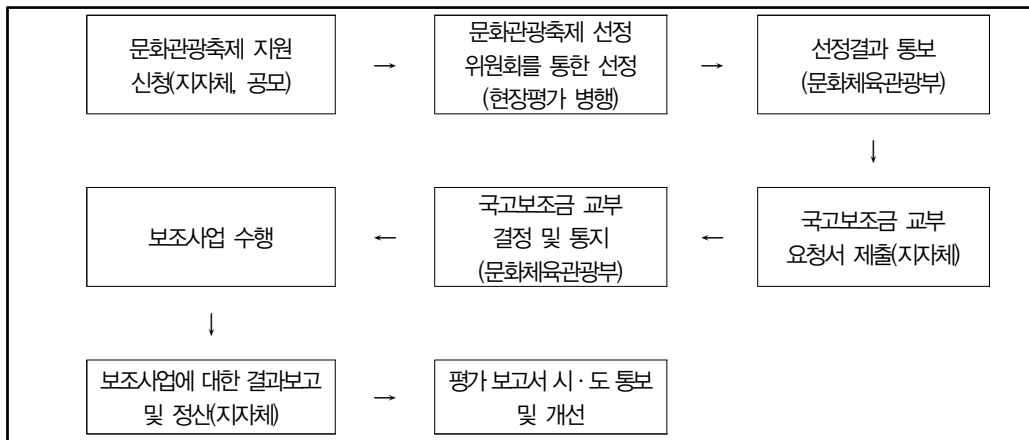 문화관광축제 지원
신청(지자체, 공모)
→
문화관광축제 선정
위원회를 통한 선정
(현장평가 병행)
→
선정결과 통보
(문화체육관광부)
↓
국고보조금 교부
요청서 제출(지자체)
←
국고보조금 교부
결정 및 통지
(문화체육관광부)
←
보조사업 수행
↓
보조사업에 대한 결과보고
및 정산(지자체)
→
평가 보고서 시·도 통보
및 개선